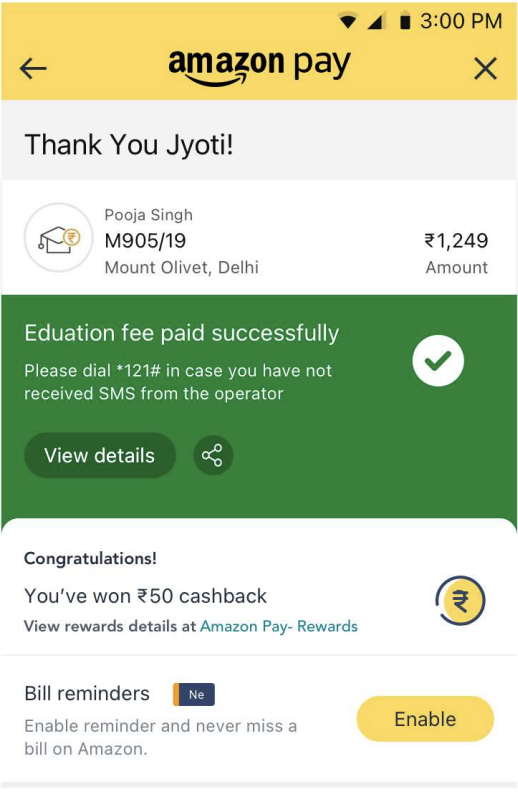 3:00 PM
amazon pay
Thank You Jyoti!
Pooja Singh
M905/19
₹1,249
Mount Olivet, Delhi
Amount
Eduation fee paid successfully
Please dial *121# in case you have not
received SMS from the operator
View details
Congratulations!
You've won ₹50 cashback
View rewards details at Amazon Pay- Rewards
Bill reminders
Ne
Enable reminder and never miss a
bill on Amazon.
Enable